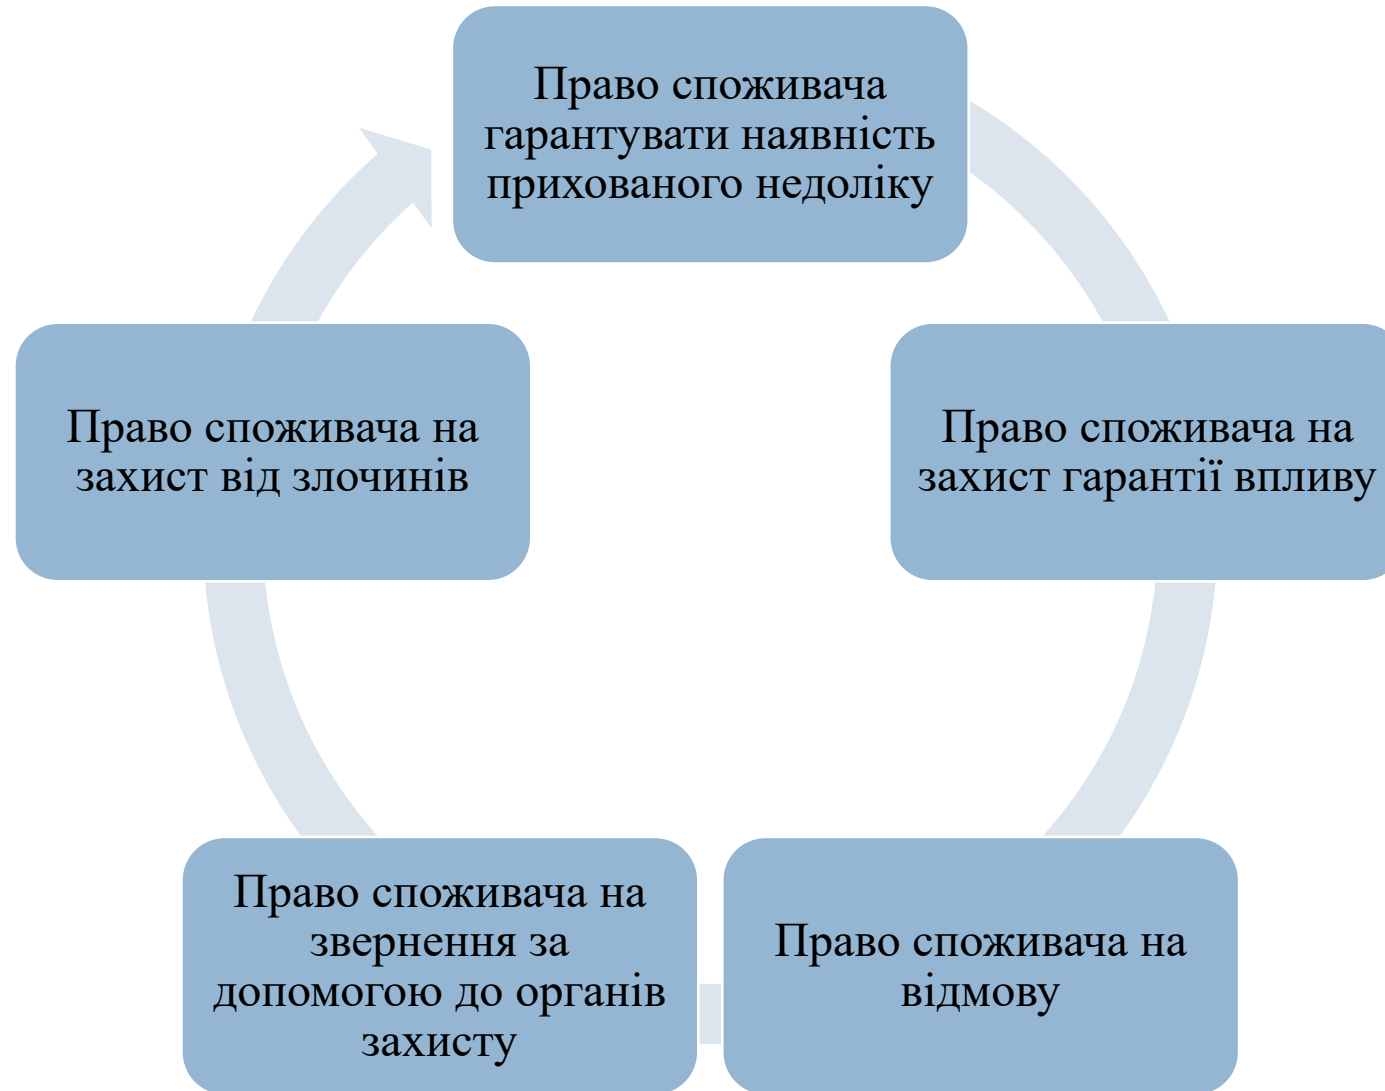 Право споживача
гарантувати наявність
прихованого недоліку
Право споживача на
захист гарантії впливу
Право споживача на
відмову
Право споживача на
звернення за
допомогою до органів
захисту
Право споживача на
захист від злочинів